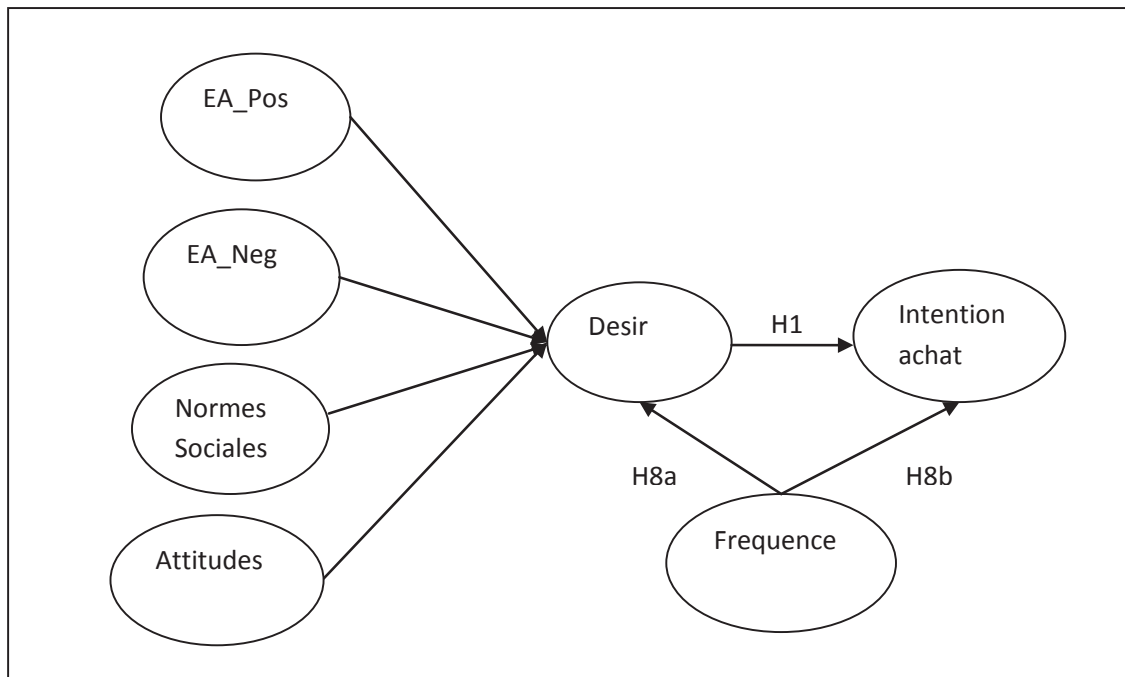 EA_Pos
EA_Neg
Normes
Sociales
Attitudes
Desir
H1
Intention
achat
H8a
H8b
Frequence